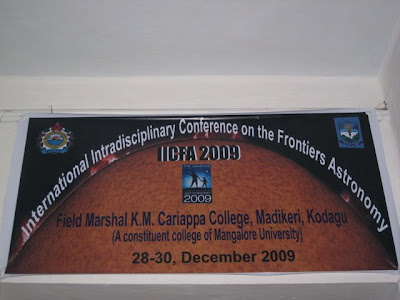 International Intradisciplinary Conference on the Frontiers Astronomy
IICFA 2009
2009
Field Marshal K.M. Cariappa College, Madikeri, Kodagu
(A constituent college of Mangalore University)
28-30, December 2009